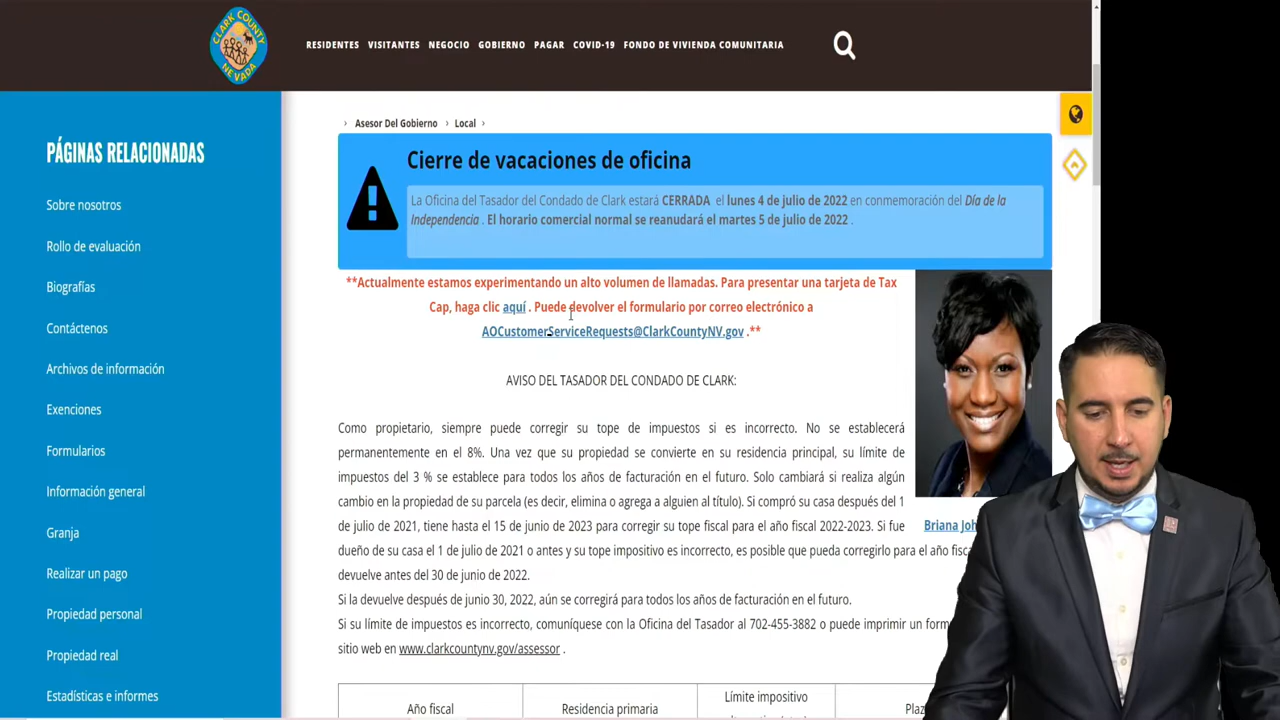 CLARK COUNTY
NEVADA
RESIDENTES VISITANTES NEGOCIO GOBIERNO PAGAR COVID-19 FONDO DE VIVIENDA COMUNITARIA
PÁGINAS RELACIONADAS
Sobre nosotros
Rollo de evaluación
Biografías
Contáctenos
Archivos de información
Exenciones
Formularios
Información general
Granja
Realizar un pago
Propiedad personal
Propiedad real
Estadísticas e informes
› Asesor Del Gobierno › Local ›
Cierre de vacaciones de oficina
La Oficina del Tasador del Condado de Clark estará CERRADA el lunes 4 de julio de 2022 en conmemoración del Día de la
Independencia . El horario comercial normal se reanudará el martes 5 de julio de 2022 .
**Actualmente estamos experimentando un alto volumen de llamadas. Para presentar una tarjeta de Tax
Cap, haga clic aquí . Puede devolver el formulario por correo electrónico a
AOCustomerServiceRequests@ClarkCountyNV.gov .**
AVISO DEL TASADOR DEL CONDADO DE CLARK:
Como propietario, siempre puede corregir su tope de impuestos si es incorrecto. No se establecerá
permanentemente en el 8%. Una vez que su propiedad se convierte en su residencia principal, su límite de
impuestos del 3 % se establece para todos los años de facturación en el futuro. Solo cambiará si realiza algún
cambio en la propiedad de su parcela (es decir, elimina o agrega a alguien al título). Si compró su casa después del 1
de julio de 2021, tiene hasta el 15 de junio de 2023 para corregir su tope fiscal para el año fiscal 2022-2023. Si fue
dueño de su casa el 1 de julio de 2021 o antes y su tope impositivo es incorrecto, es posible que pueda corregirlo para el año
devuelve antes del 30 de junio de 2022.
Si la devuelve después de junio 30, 2022, aún se corregirá para todos los años de facturación en el futuro.
Si su límite de impuestos es incorrecto, comuníquese con la Oficina del Tasador al 702-455-3882 o puede imprimir un
sitio web en www.clarkcountynv.gov/assessor .
Briana
Año fiscal
Residencia primaria
Límite impositivo